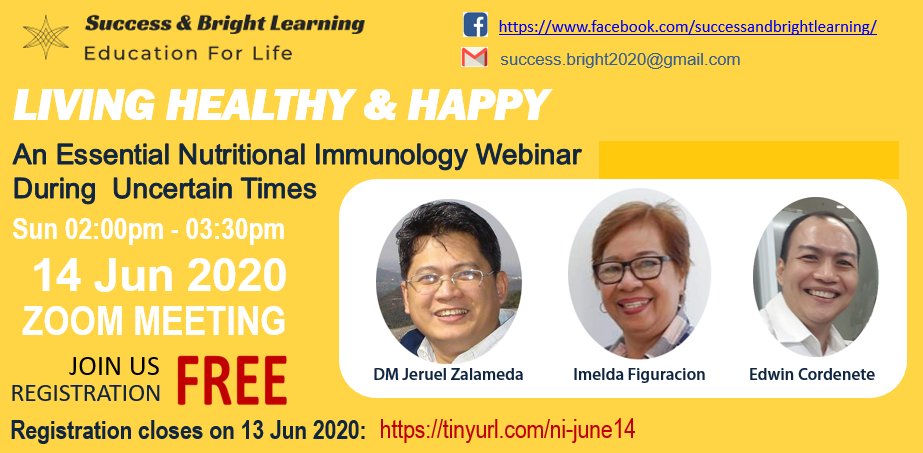 Success & Bright Learning
Education For Life
https://www.facebook.com/successandbrightlearning/
success.bright2020@gmail.com
LIVING HEALTHY & HAPPY
An Essential Nutritional Immunology Webinar
During Uncertain Times
Sun 02:00pm - 03:30pm
14 Jun 2020
ZOOM MEETING
JOIN US
REGISTRATION FREE
DM Jeruel Zalameda
Imelda Figuracion
Edwin Cordenete
Registration closes on 13 Jun 2020: https://tinyurl.com/ni-june14